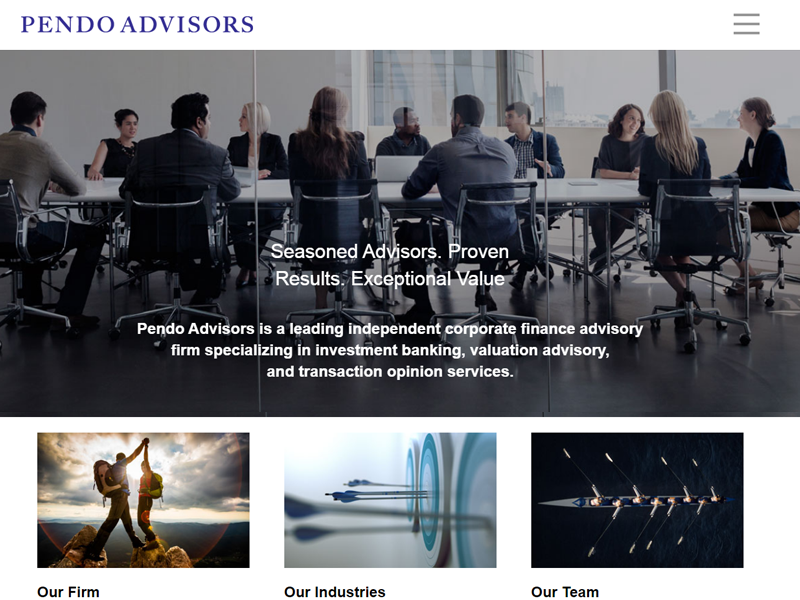 PENDO ADVISORS
Seasoned Advisors. Proven
Results. Exceptional Value
Pendo Advisors is a leading independent corporate finance advisory
firm specializing in investment banking, valuation advisory,
and transaction opinion services.
Our Firm
Our Industries
Our Team